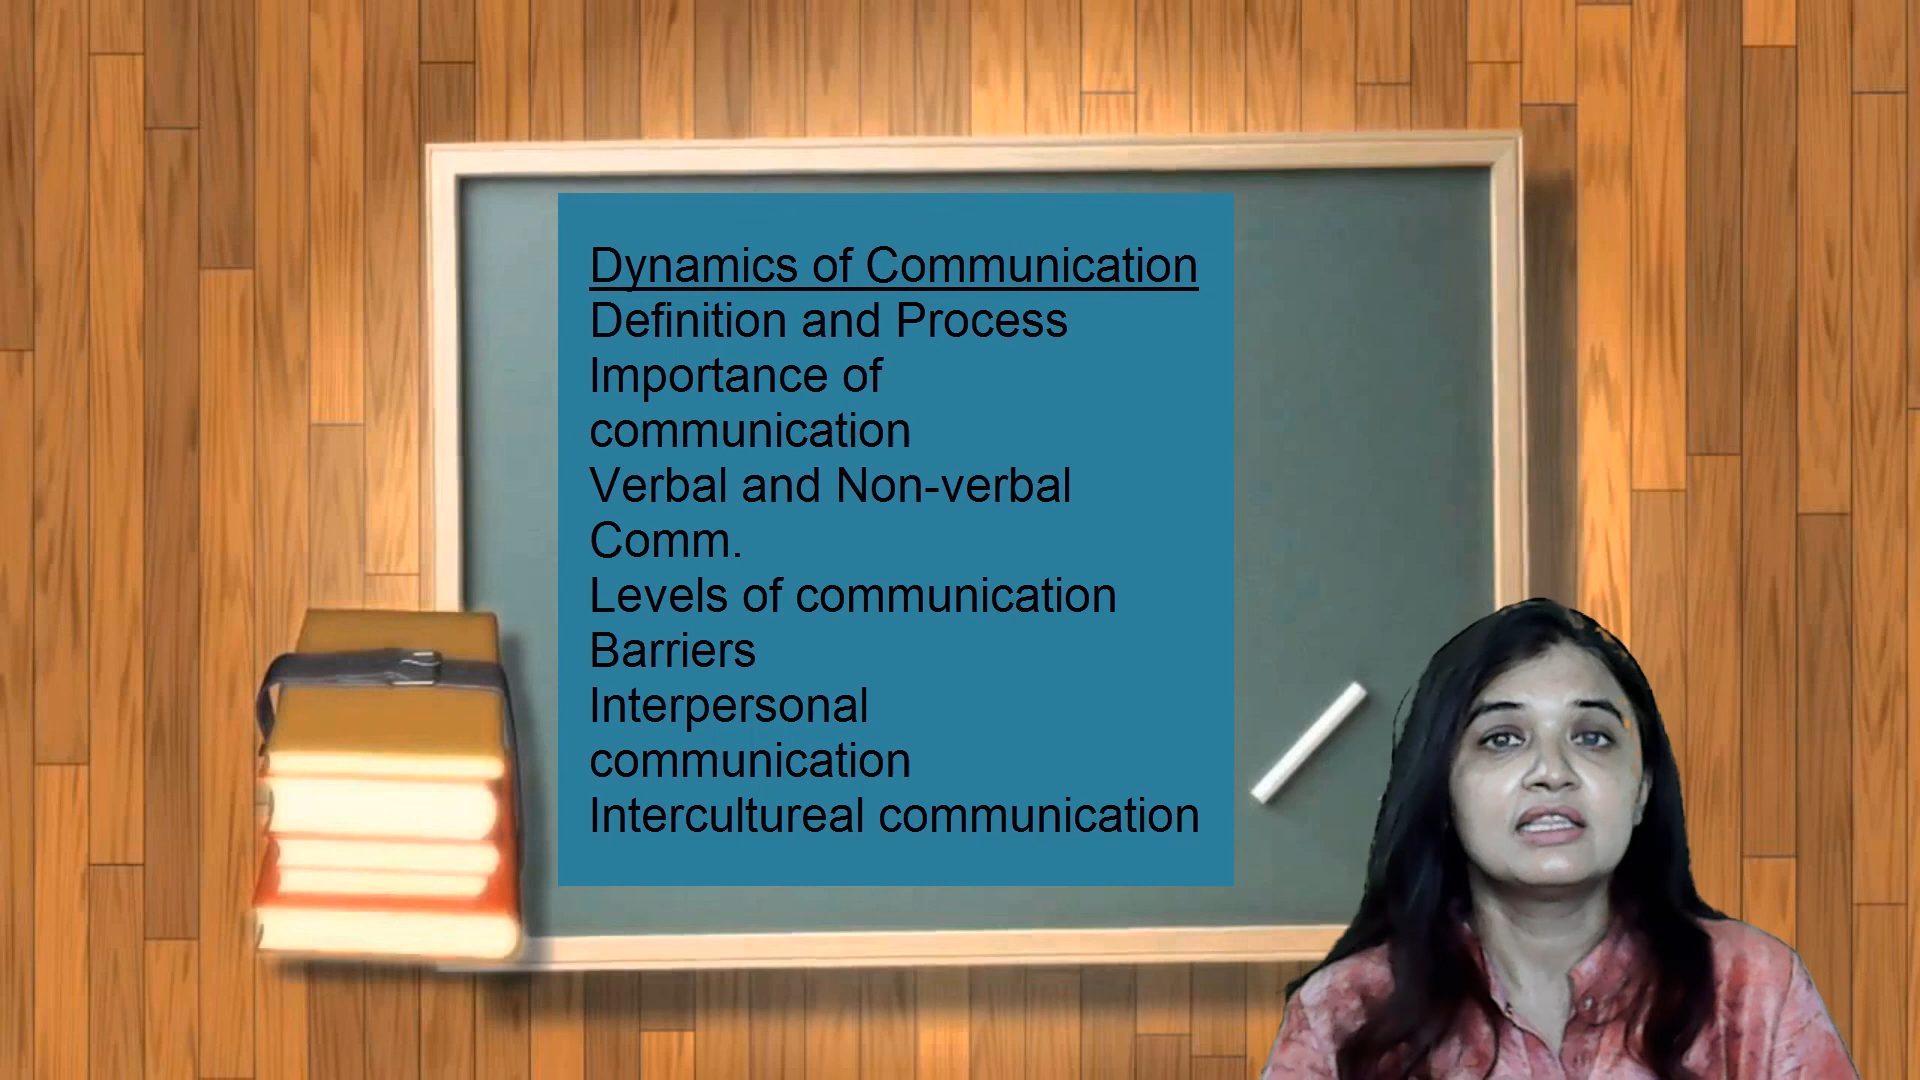 Dynamics of Communication
Definition and Process
Importance of
communication
Verbal and Non-verbal
Comm.
Levels of communication
Barriers
Interpersonal
communication
Intercultureal communication